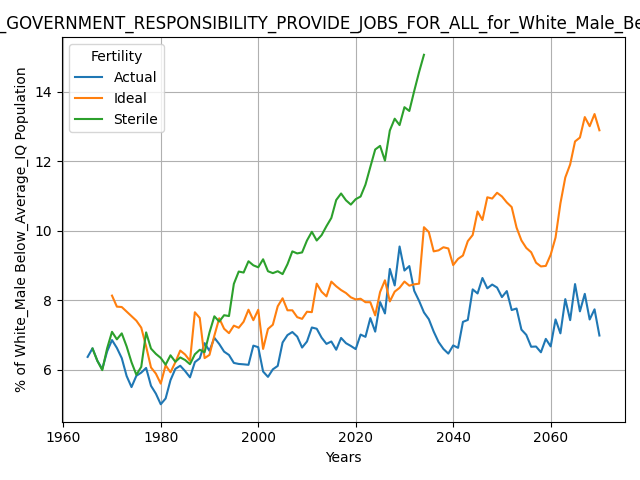 _GOVERNMENT_RESPONSIBILITY_PROVIDE_JOBS_FOR_ALL_for_White_Male_Be
Fertility
Actual
Ideal
Sterile
% of White_Male Below_Average_IQ Population
14
12
10
8
6
1960
1980
2000
2020
2040
2060
Years